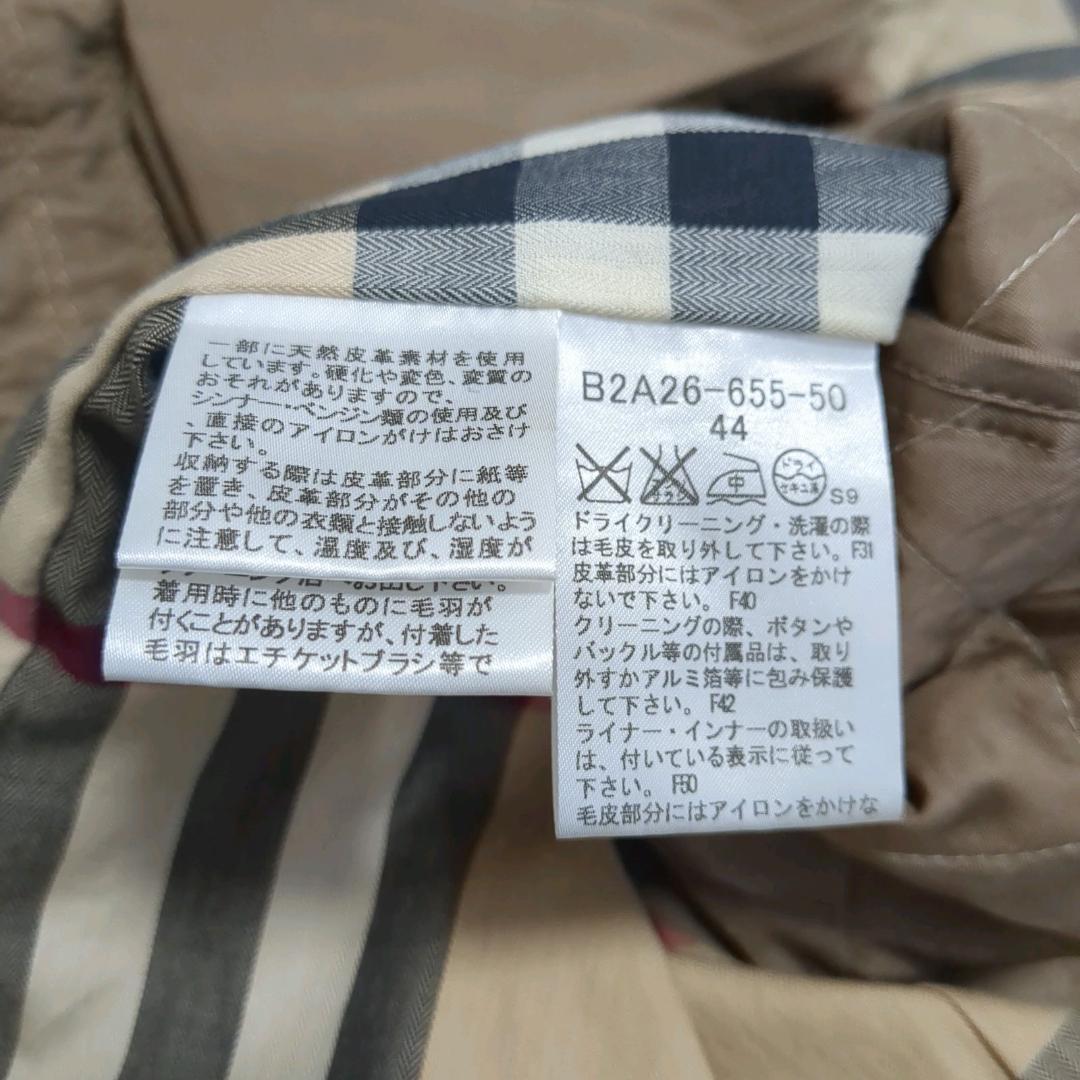 一部に天然皮革素材を使用
しています。硬化や変色、変質の
おそれがありますので、
シンナー・ベンジン類の使用及び
、直接のアイロンがけはおさけ
下さい。
収納する際は皮革部分に紙等
を置き、皮革部分がその他の
部分や他の衣類と接触しないよう
に注意して、温度及び、湿度が
着用時に他のものに毛羽が
付くことがありますが、付着した
毛羽はエチケットブラシ等で
B2A26-655-50
44
エンソ
サラシ
中
ドライ
セキユ系
S9
ドライクリーニング・洗濯の際
は毛皮を取り外して下さい。F31
皮革部分にはアイロンをかけ
ないで下さい。F40
クリーニングの際、ボタンや
バックル等の付属品は、取り
外すかアルミ箔等に包み保護
して下さい。F42
ライナー・インナーの取扱い
は、付いている表示に従って
下さい。F50
毛皮部分にはアイロンをかけな